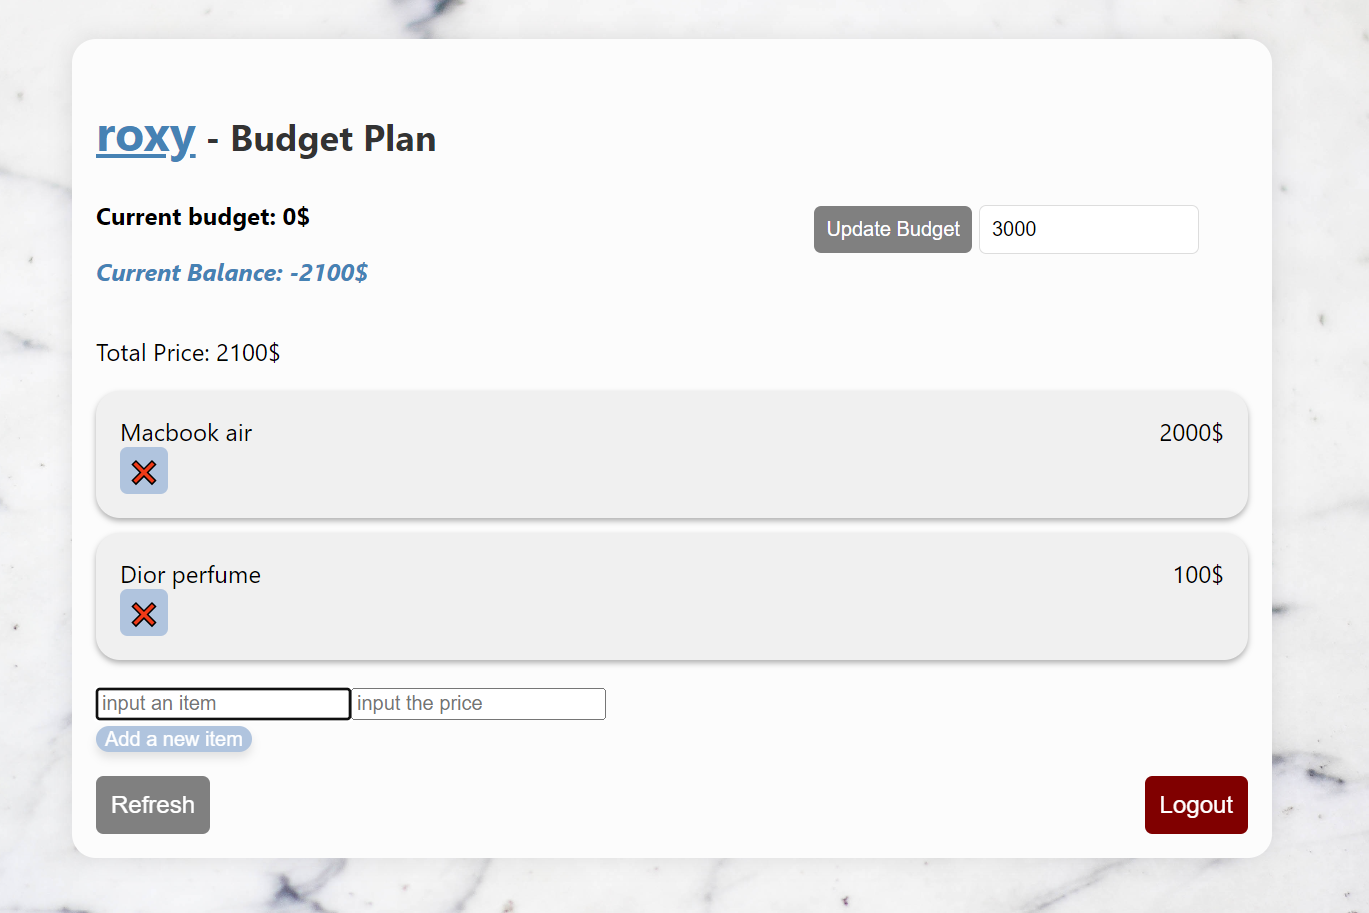 roxy - Budget Plan
Current budget: 0$
Update Budget 3000
Current Balance: -2100$
Total Price: 2100$
Macbook air 2000$
Dior perfume 100$
input an item input the price
Add a new item
Refresh Logout